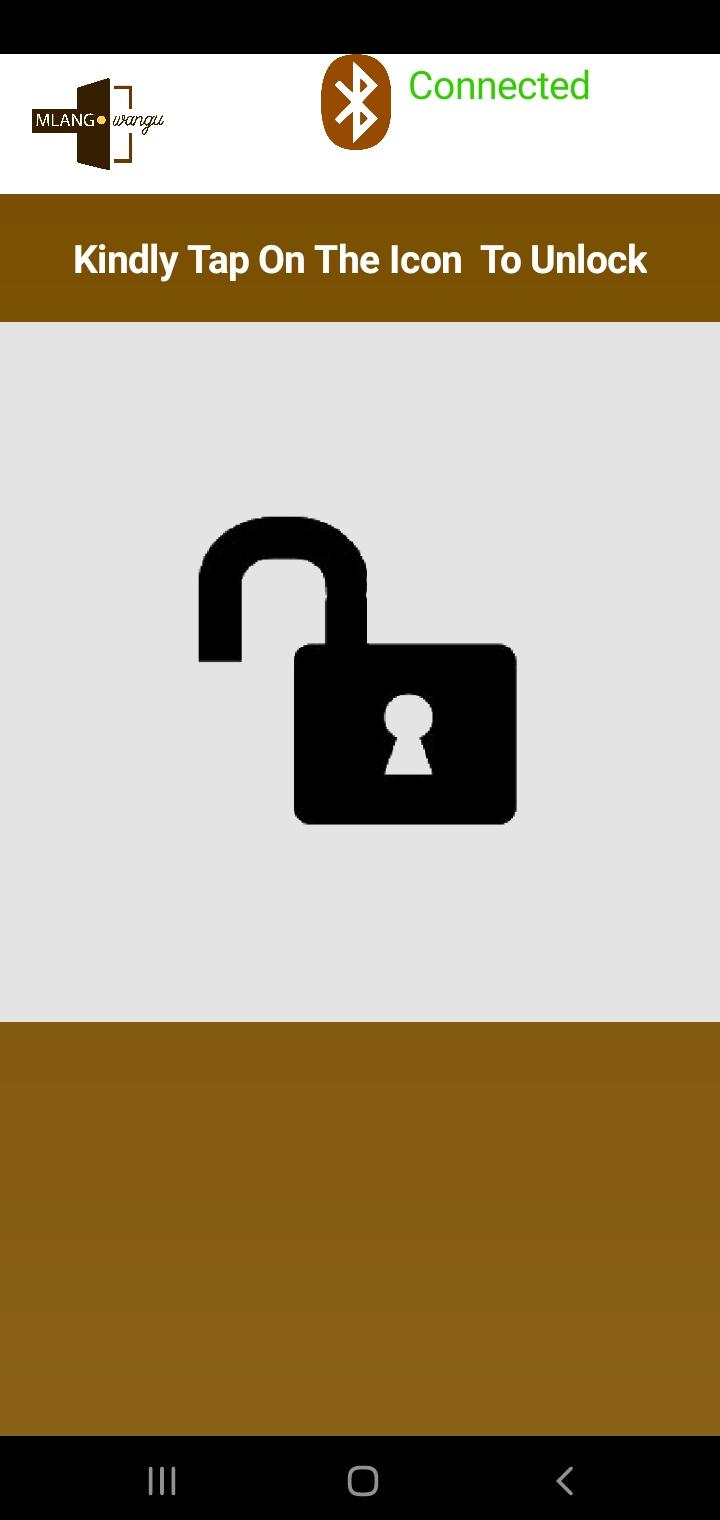 MLANG wangu
Connected
Kindly Tap On The Icon  To Unlock